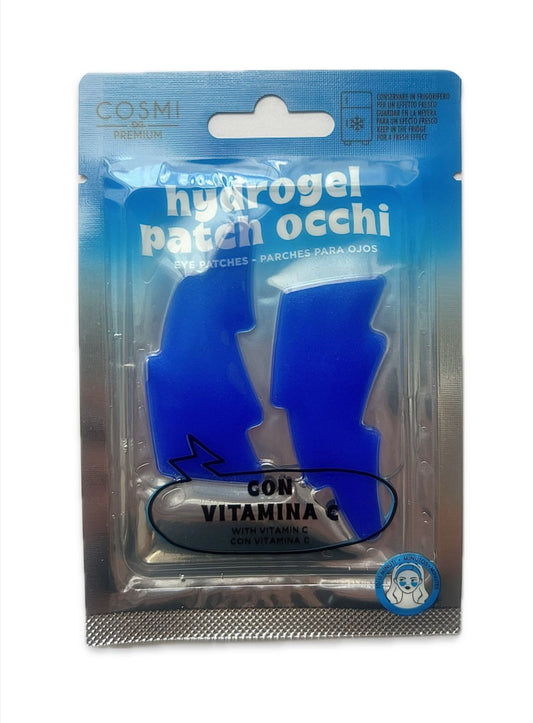 COSMI
PREMIUM
CONSERVARE IN FRIGORIFERO
PER UN EFFETTO FRESCO
GUARDAR EN LA NEVERA
PARA UN EFECTO FRESCO
KEEP IN THE FRIDGE
FOR A FRESH EFFECT
hydrogel
patch occhi
EYE PATCHES - PARCHES PARA OJOS
CON
VITAMINA C
WITH VITAMIN C
CON VITAMINA C